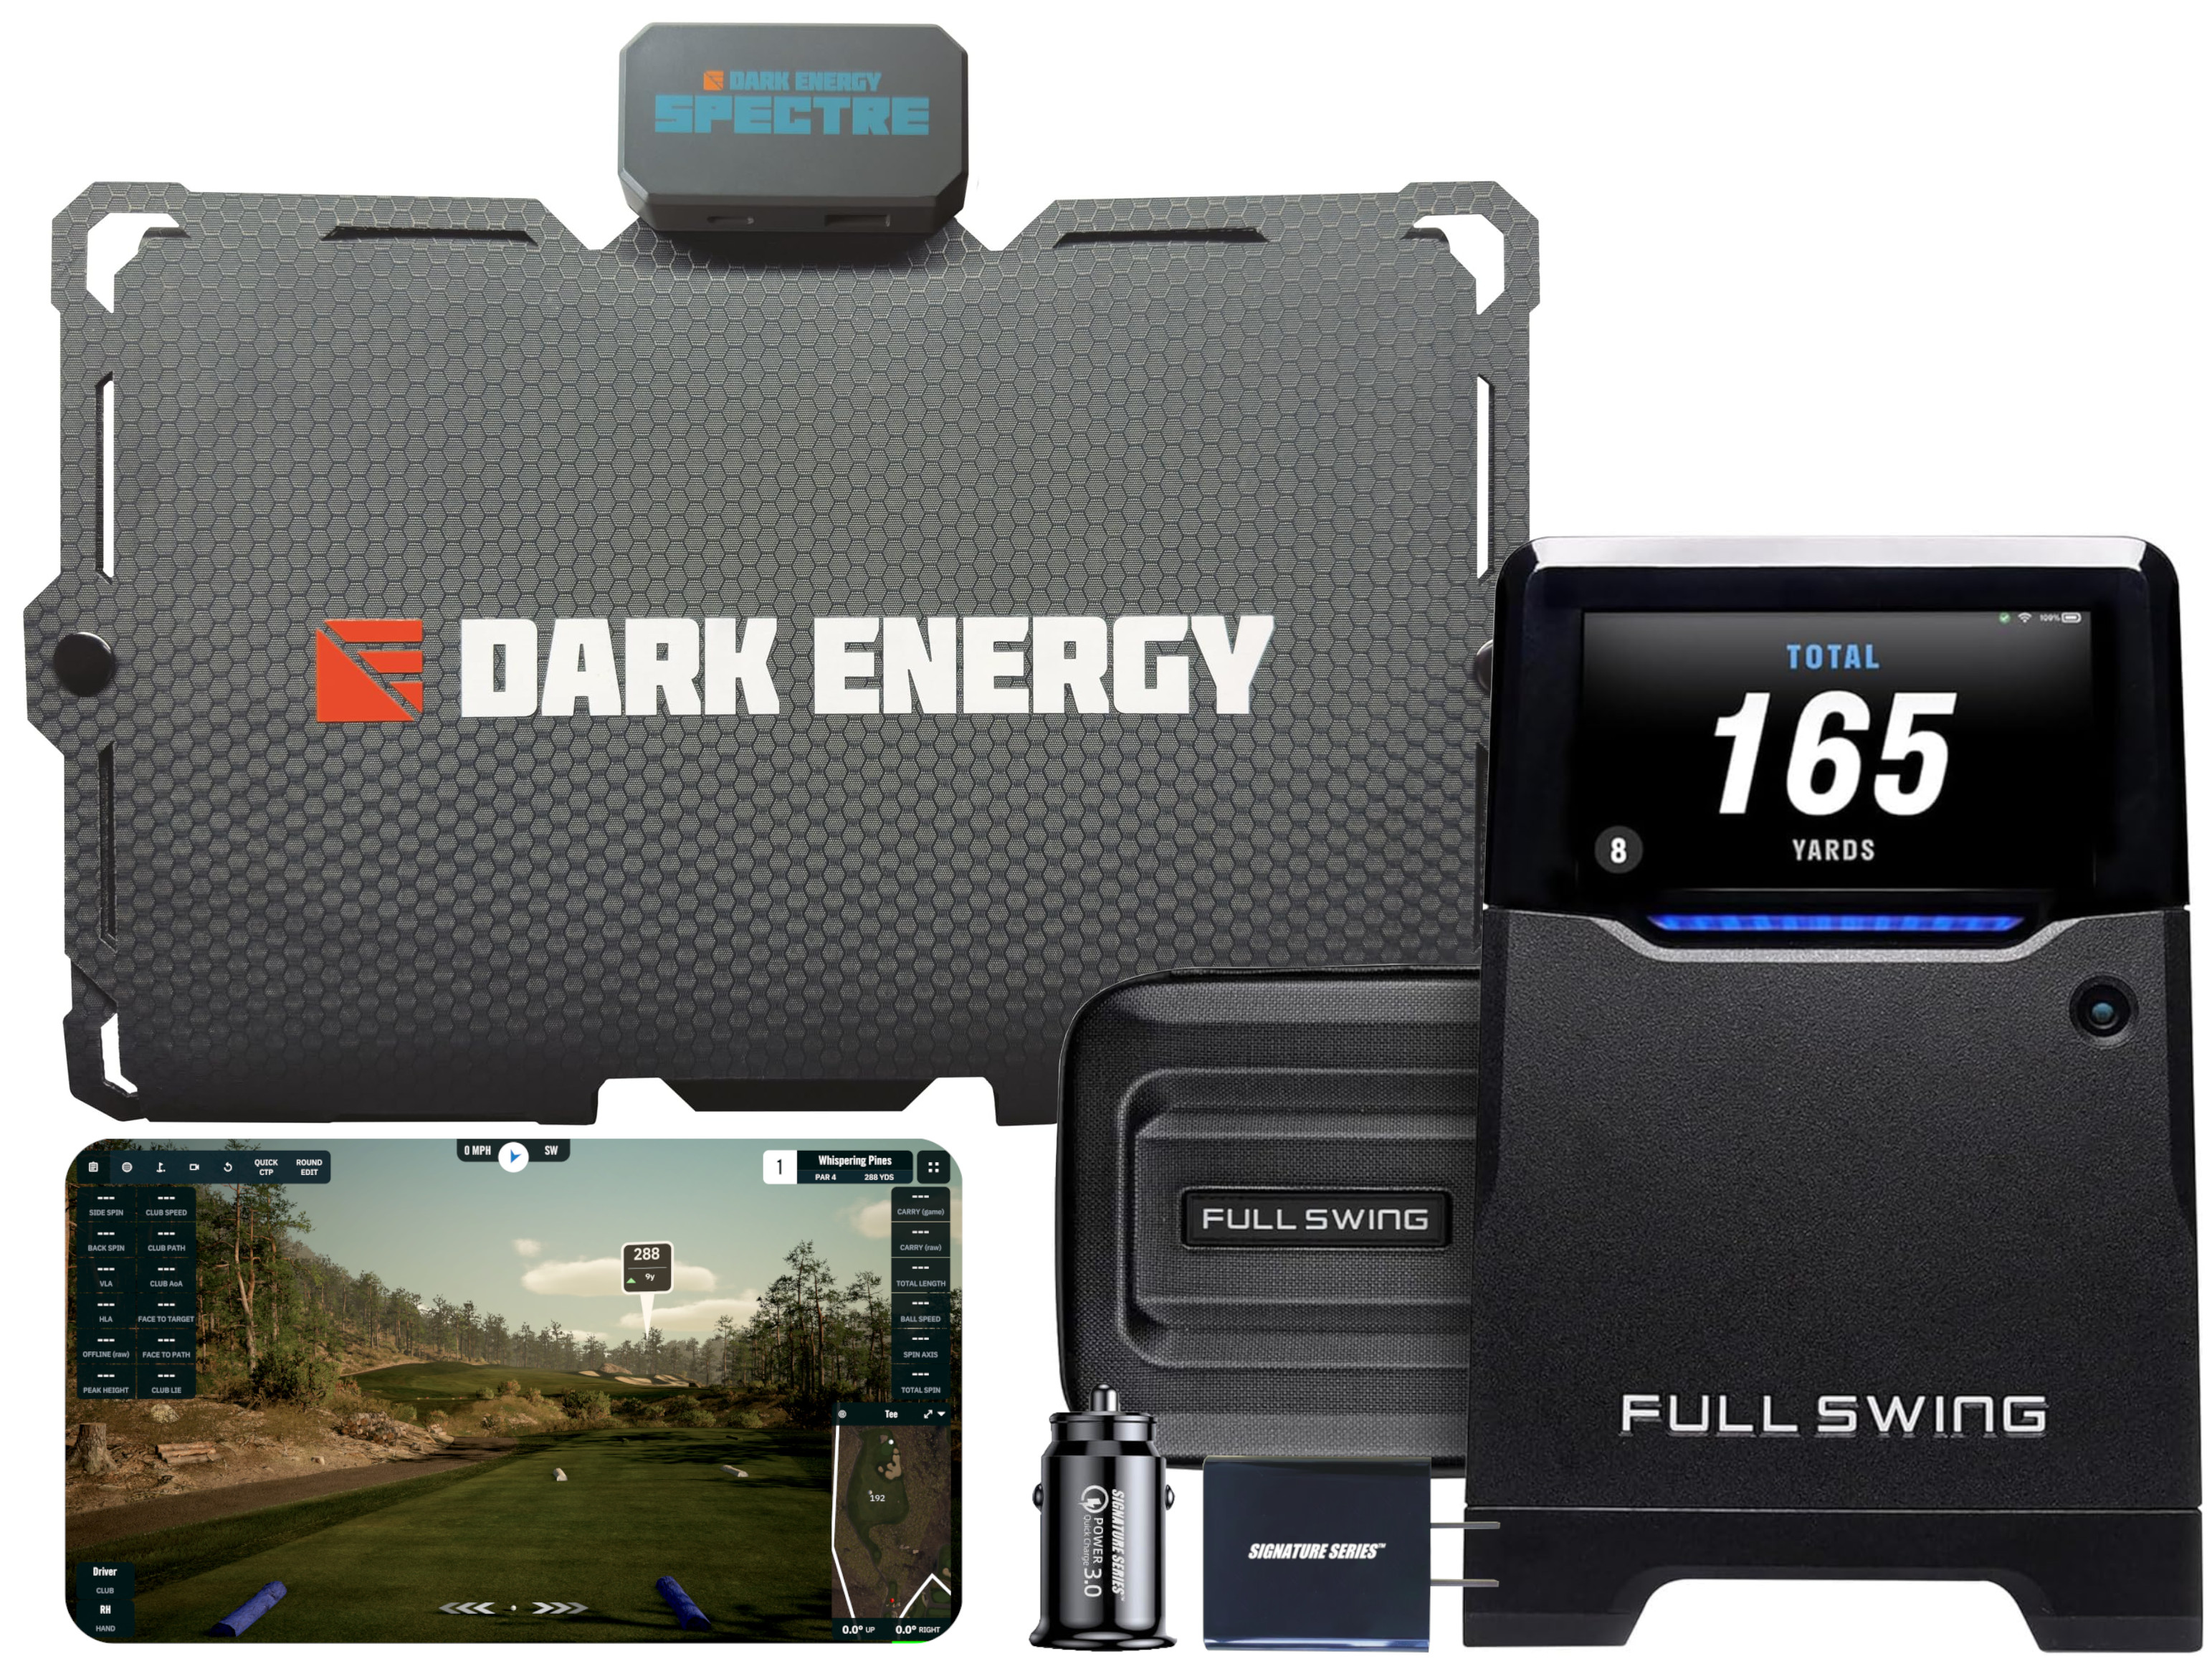 DARK ENERGY
SPECTRE
DARK ENERGY
109%
TOTAL
165
YARDS
8
FULL SWING
FULL SWING
SIGNATURE SERIES™
POWER 3.0
Quick Charge
SIGNATURE SERIES™
0 MPH
SW
QUICK CTP
ROUND EDIT
1
Whispering Pines
PAR 4 288 YDS
--- ---
SIDE SPIN CLUB SPEED
--- ---
BACK SPIN CLUB PATH
--- ---
VLA CLUB AoA
--- ---
HLA FACE TO TARGET
--- ---
OFFLINE (raw) FACE TO PATH
--- ---
PEAK HEIGHT CLUB LIE
288
9y
---
CARRY (game)
---
CARRY (raw)
---
TOTAL LENGTH
---
BALL SPEED
---
SPIN AXIS
---
TOTAL SPIN
Tee
192
0.0° UP 0.0° RIGHT
Driver
CLUB
RH
HAND